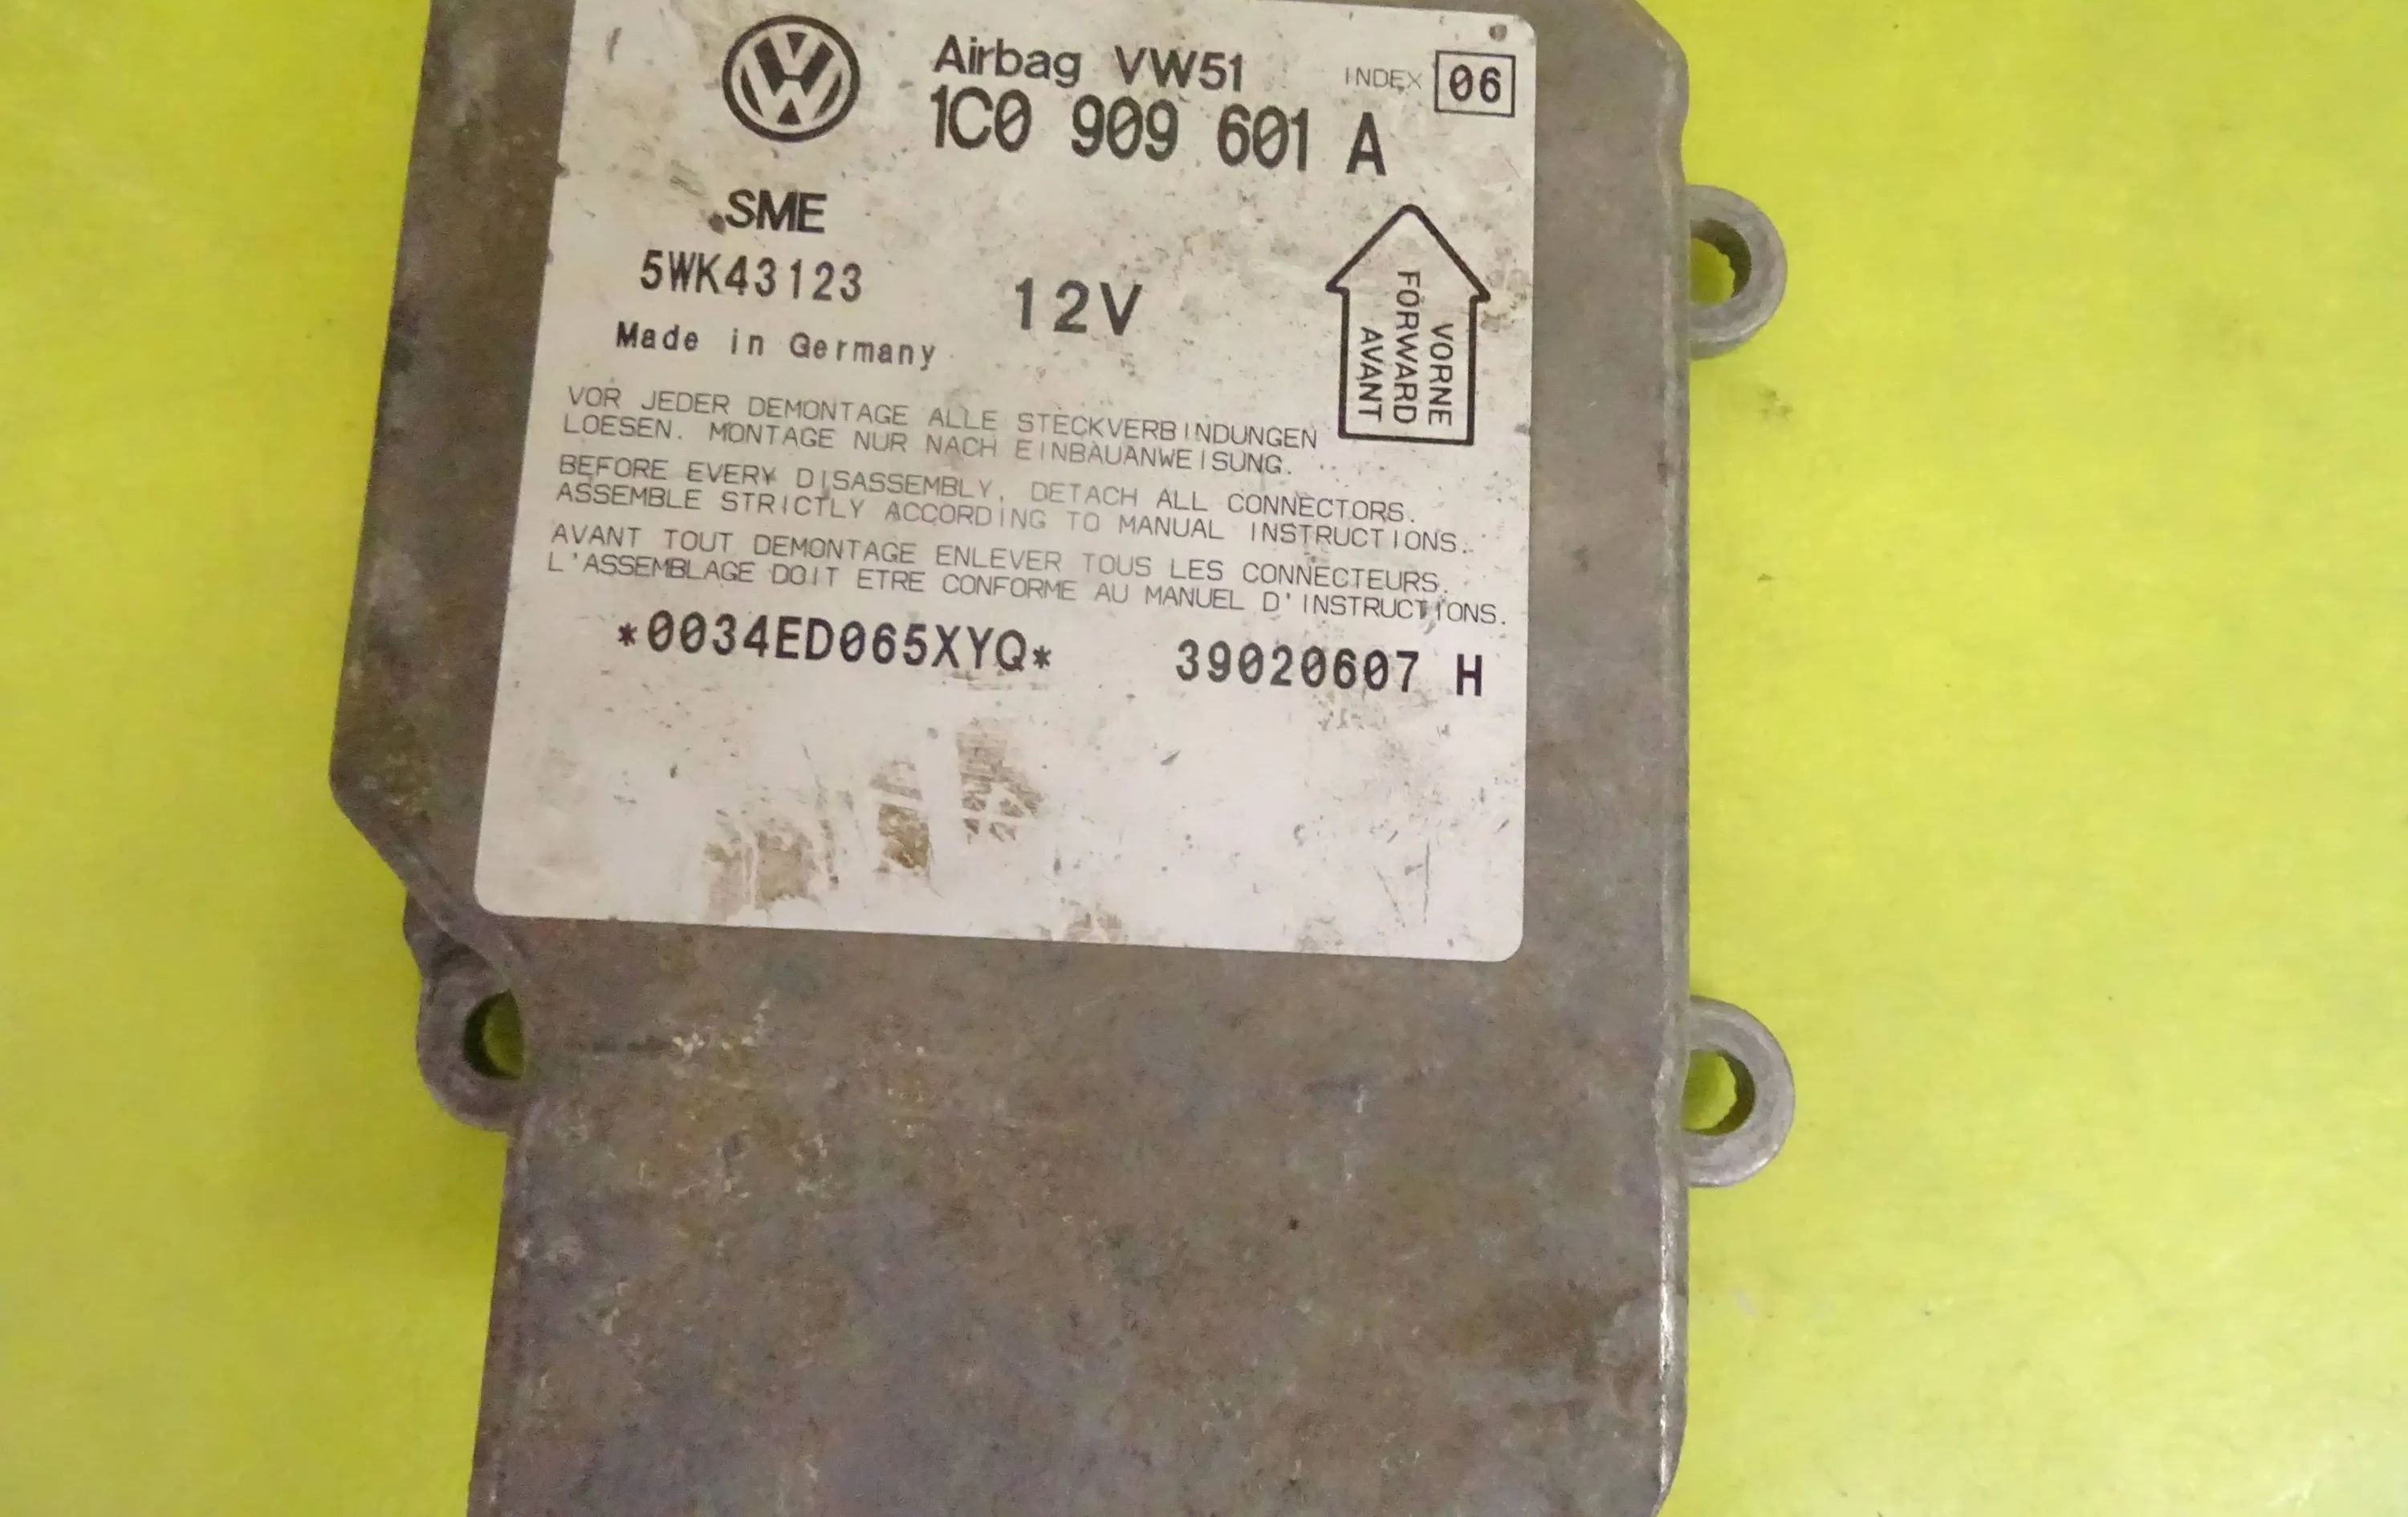 Airbag VW51
INDEX 06
1C0 909 601 A
SME
5WK43123
12V
Made in Germany
VORNE
FORWARD
AVANT
VOR JEDER DEMONTAGE ALLE STECKVERBINDUNGEN
LOESEN. MONTAGE NUR NACH EINBAUANWEISUNG.
BEFORE EVERY DISASSEMBLY, DETACH ALL CONNECTORS.
ASSEMBLE STRICTLY ACCORDING TO MANUAL INSTRUCTIONS.
AVANT TOUT DEMONTAGE ENLEVER TOUS LES CONNECTEURS.
L'ASSEMBLAGE DOIT ETRE CONFORME AU MANUEL D'INSTRUCTIONS.
*0034ED065XYQ* 39020607 H